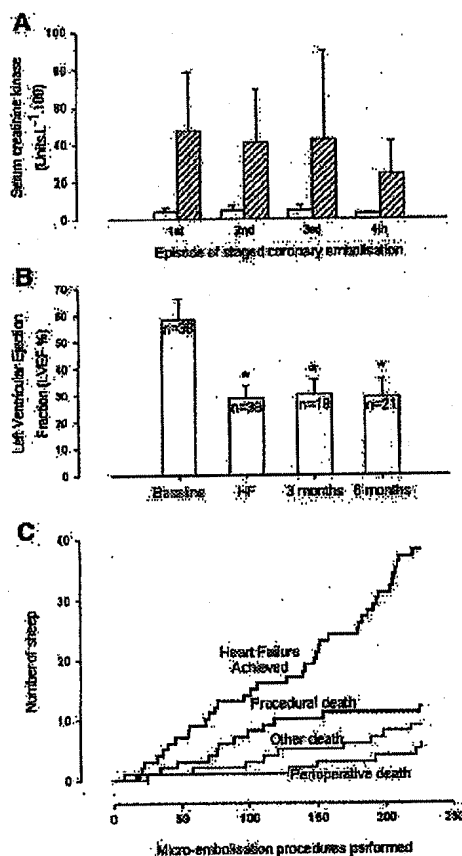 A
Serum creatinine kinase
(Units.L⁻¹.100)
100
80
60
40
20
0
1st 2nd 3rd 4th
Episode of staged coronary embolisation
B
Left Ventricular Ejection
Fraction (LVEF %)
70
60
50
40
30
20
10
0
n=38
*
n=38
*
n=18
*
n=21
Baseline HF 3 months 6 months
C
Number of sheep
40
30
20
10
0
Heart Failure
Achieved
Procedural death
Other death
Perioperative death
0 50 100 150 200 250
Micro-embolisation procedures performed